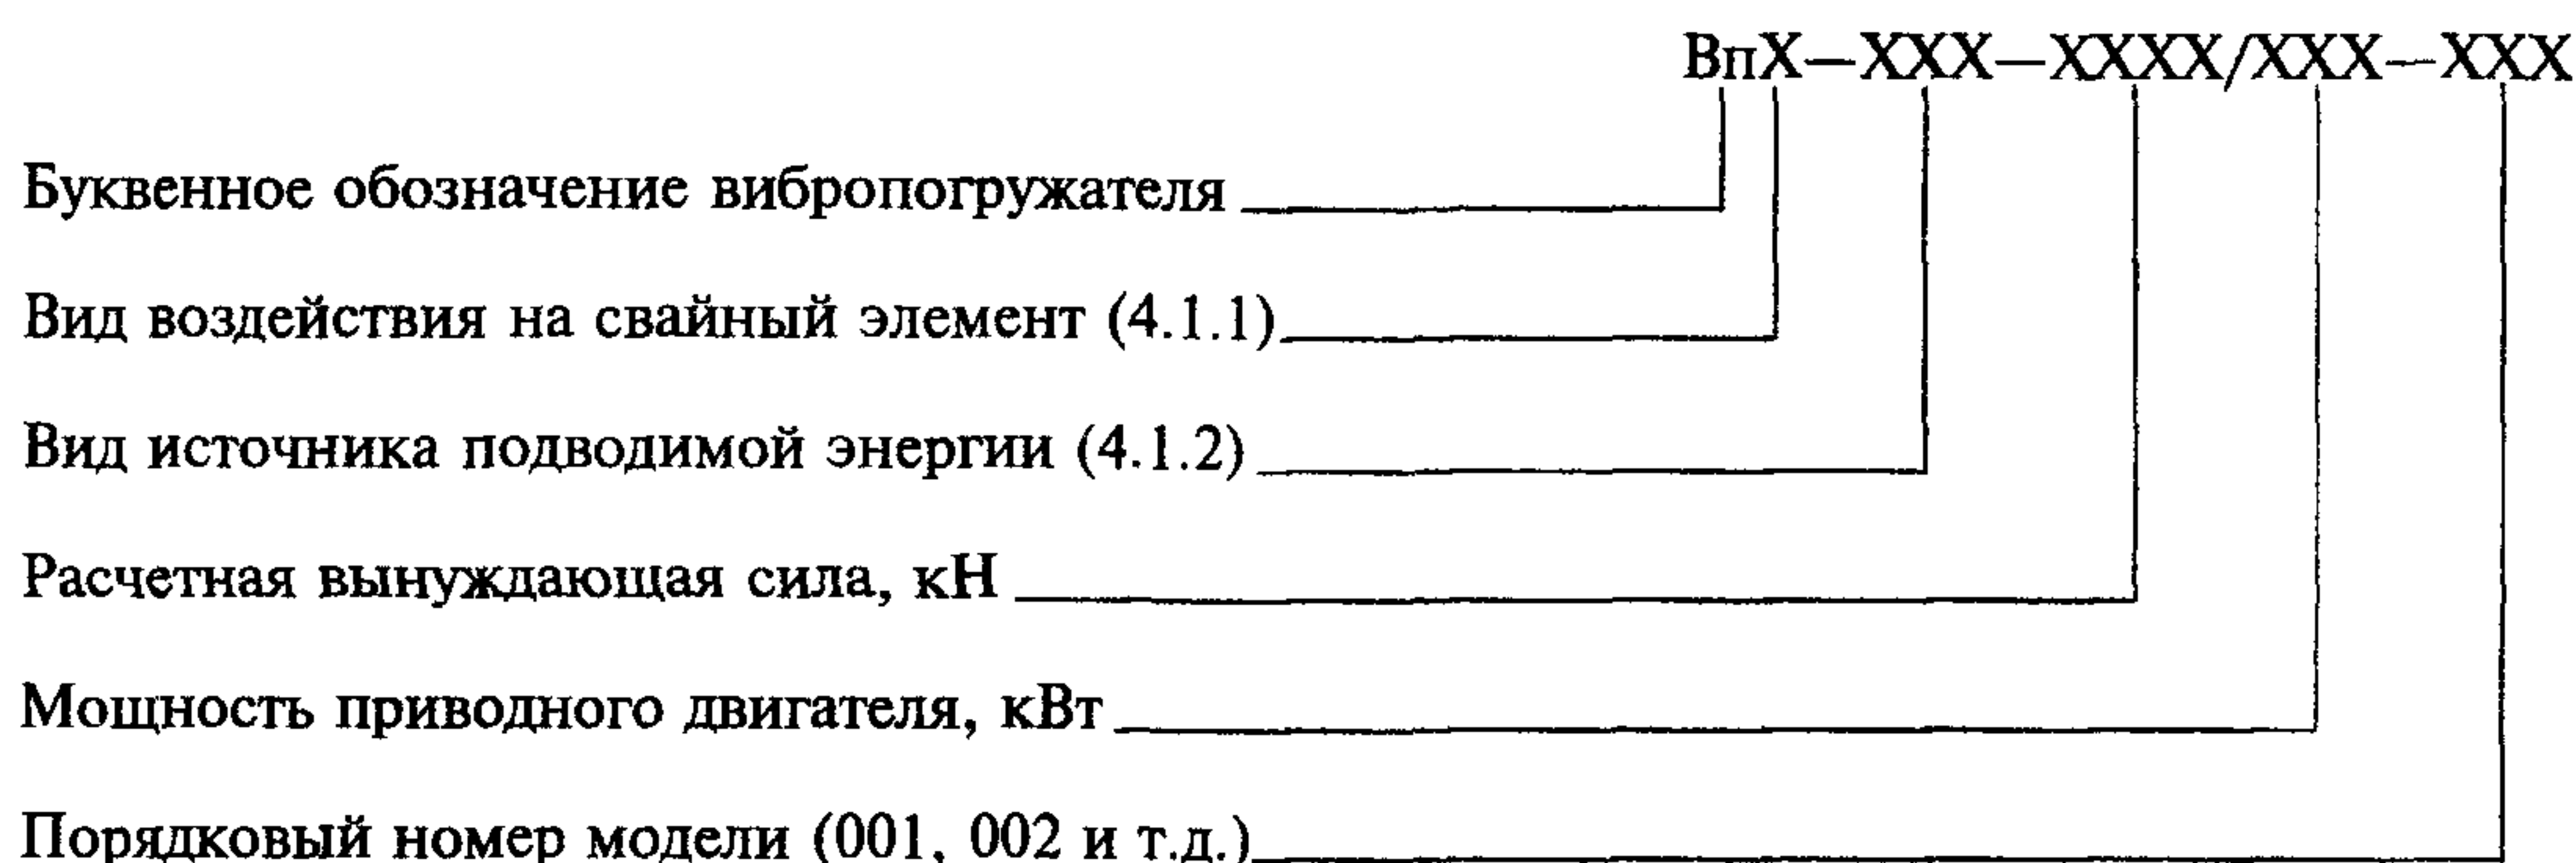 ВпХ–ХХХ–ХХХХ/ХХХ–ХХХ
Буквенное обозначение вибропогружателя
Вид воздействия на свайный элемент (4.1.1)
Вид источника подводимой энергии (4.1.2)
Расчетная вынуждающая сила, кН
Мощность приводного двигателя, кВт
Порядковый номер модели (001, 002 и т.д.)